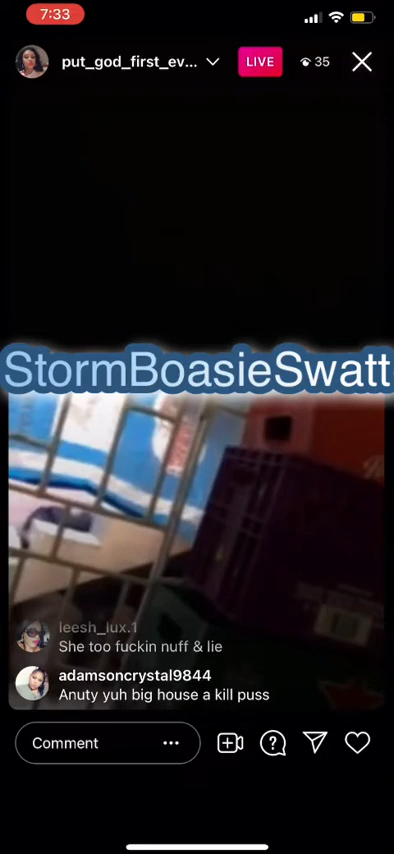 7:33
put_god_first_ev...
LIVE
35
StormBoasieSwatt
leesh_lux.1
She too fuckin nuff & lie
adamsoncrystal9844
Anuty yuh big house a kill puss
Comment